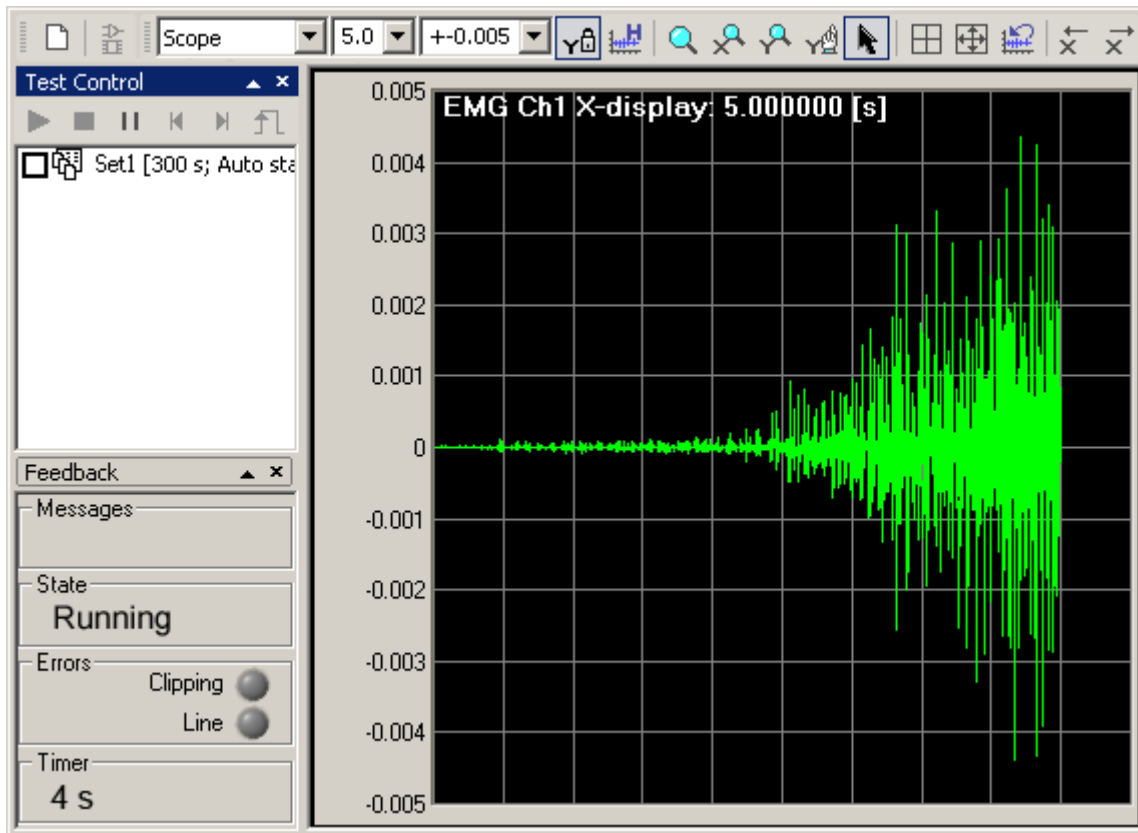 Scope 5.0 +-0.005 Y H X Y Y X X
Test Control
Set1 [300 s; Auto sta
Feedback
Messages
State
Running
Errors
Clipping
Line
Timer
4 s
EMG Ch1 X-display: 5.000000 [s]
0.005
0.004
0.003
0.002
0.001
0
-0.001
-0.002
-0.003
-0.004
-0.005